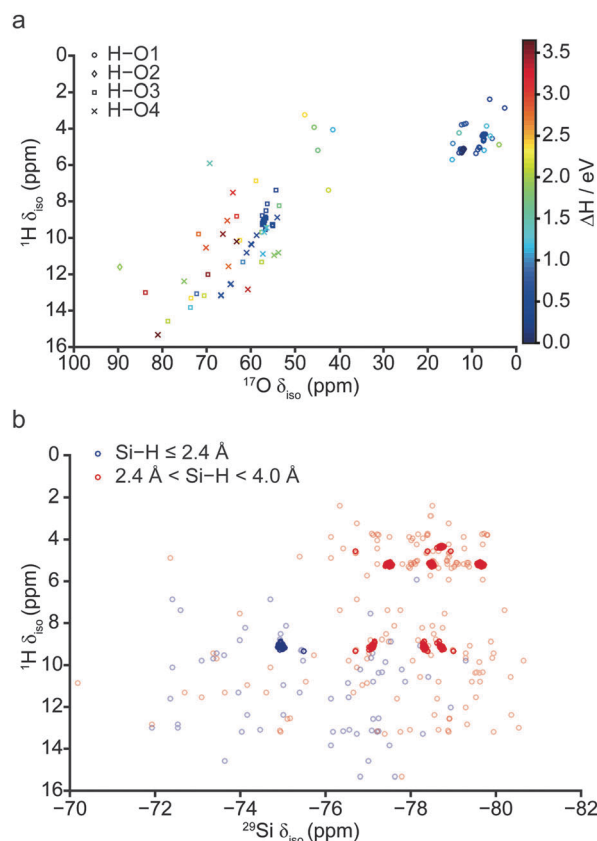 a
H−O1
H−O2
H−O3
H−O4
0
2
4
6
8
10
12
14
16
¹H δiso (ppm)
100 90 80 70 60 50 40 30 20 10 0
¹⁷O δiso (ppm)
3.5
3.0
2.5
2.0
1.5
1.0
0.5
0.0
ΔH / eV
b
Si-H ≤ 2.4 Å
2.4 Å < Si−H < 4.0 Å
0
2
4
6
8
10
12
14
16
¹H δiso (ppm)
−70 −72 −74 −76 −78 −80 −82
²⁹Si δiso (ppm)